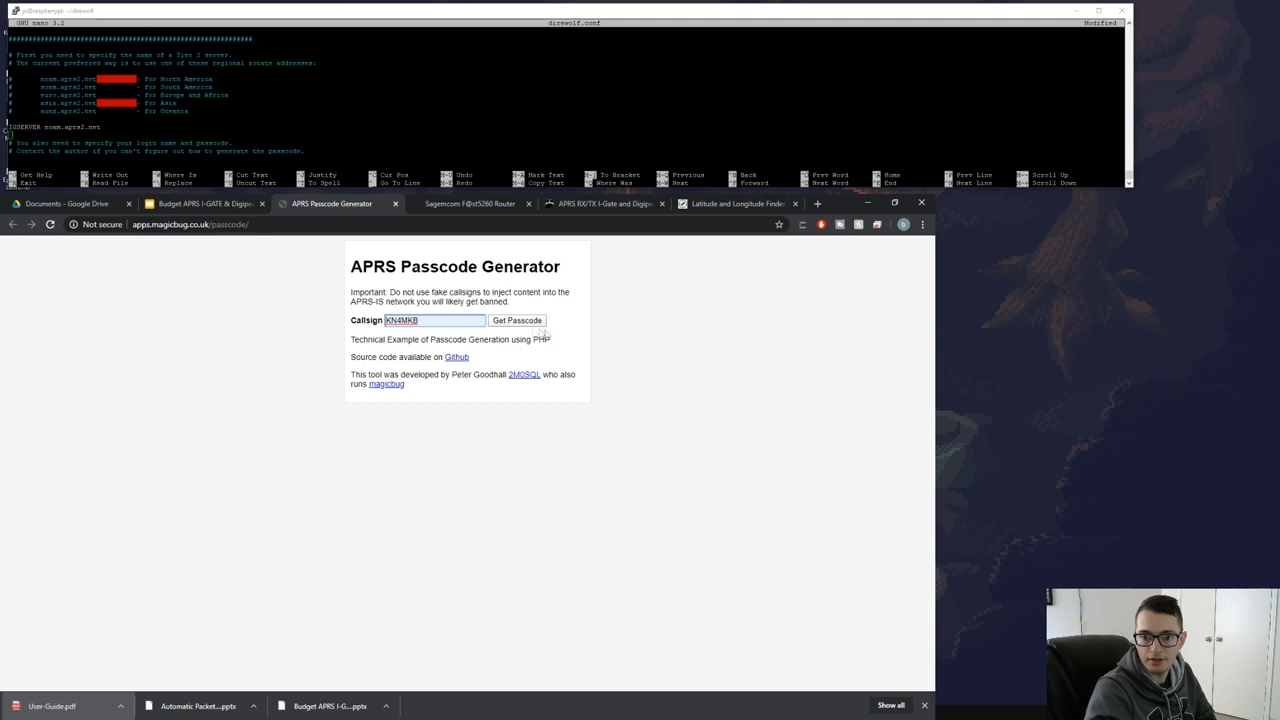 pi@raspberrypi: ~/direwolf
GNU nano 3.2 direwolf.conf Modified
#############################################################
# First you need to specify the name of a Tier 2 server.
# The current preferred way is to use one of these regional rotate addresses:
# noam.aprs2.net - for North America
# soam.aprs2.net - for South America
# euro.aprs2.net - for Europe and Africa
# asia.aprs2.net - for Asia
# aunz.aprs2.net - for Oceania
IGSERVER noam.aprs2.net
# You also need to specify your login name and passcode.
# Contact the author if you can't figure out how to generate the passcode.
^G Get Help ^O Write Out ^W Where Is ^K Cut Text ^J Justify ^C Cur Pos M-U Undo M-A Mark Text M-] To Bracket M-Q Previous ^B Back ^P Prev Word ^A Home Prev Line Scroll Up
^X Exit ^R Read File ^\ Replace ^U Uncut Text ^T To Spell ^_ Go To Line M-E Redo M-6 Copy Text ^Q Where Was M-W Next ^F Forward Next Word ^E End ^N Next Line Scroll Down
Documents - Google Drive Budget APRS I-GATE & Digipe APRS Passcode Generator Sagemcom F@st5260 Router APRS RX/TX I-Gate and Digipe Latitude and Longitude Finder
Not secure apps.magicbug.co.uk/passcode/ b
APRS Passcode Generator
Important: Do not use fake callsigns to inject content into the
APRS-IS network you will likely get banned.
Callsign KN4MKB Get Passcode
Technical Example of Passcode Generation using PHP
Source code available on Github
This tool was developed by Peter Goodhall 2M0SQL who also
runs magicbug
User-Guide.pdf Automatic Packet....pptx Budget APRS I-G....pptx Show all